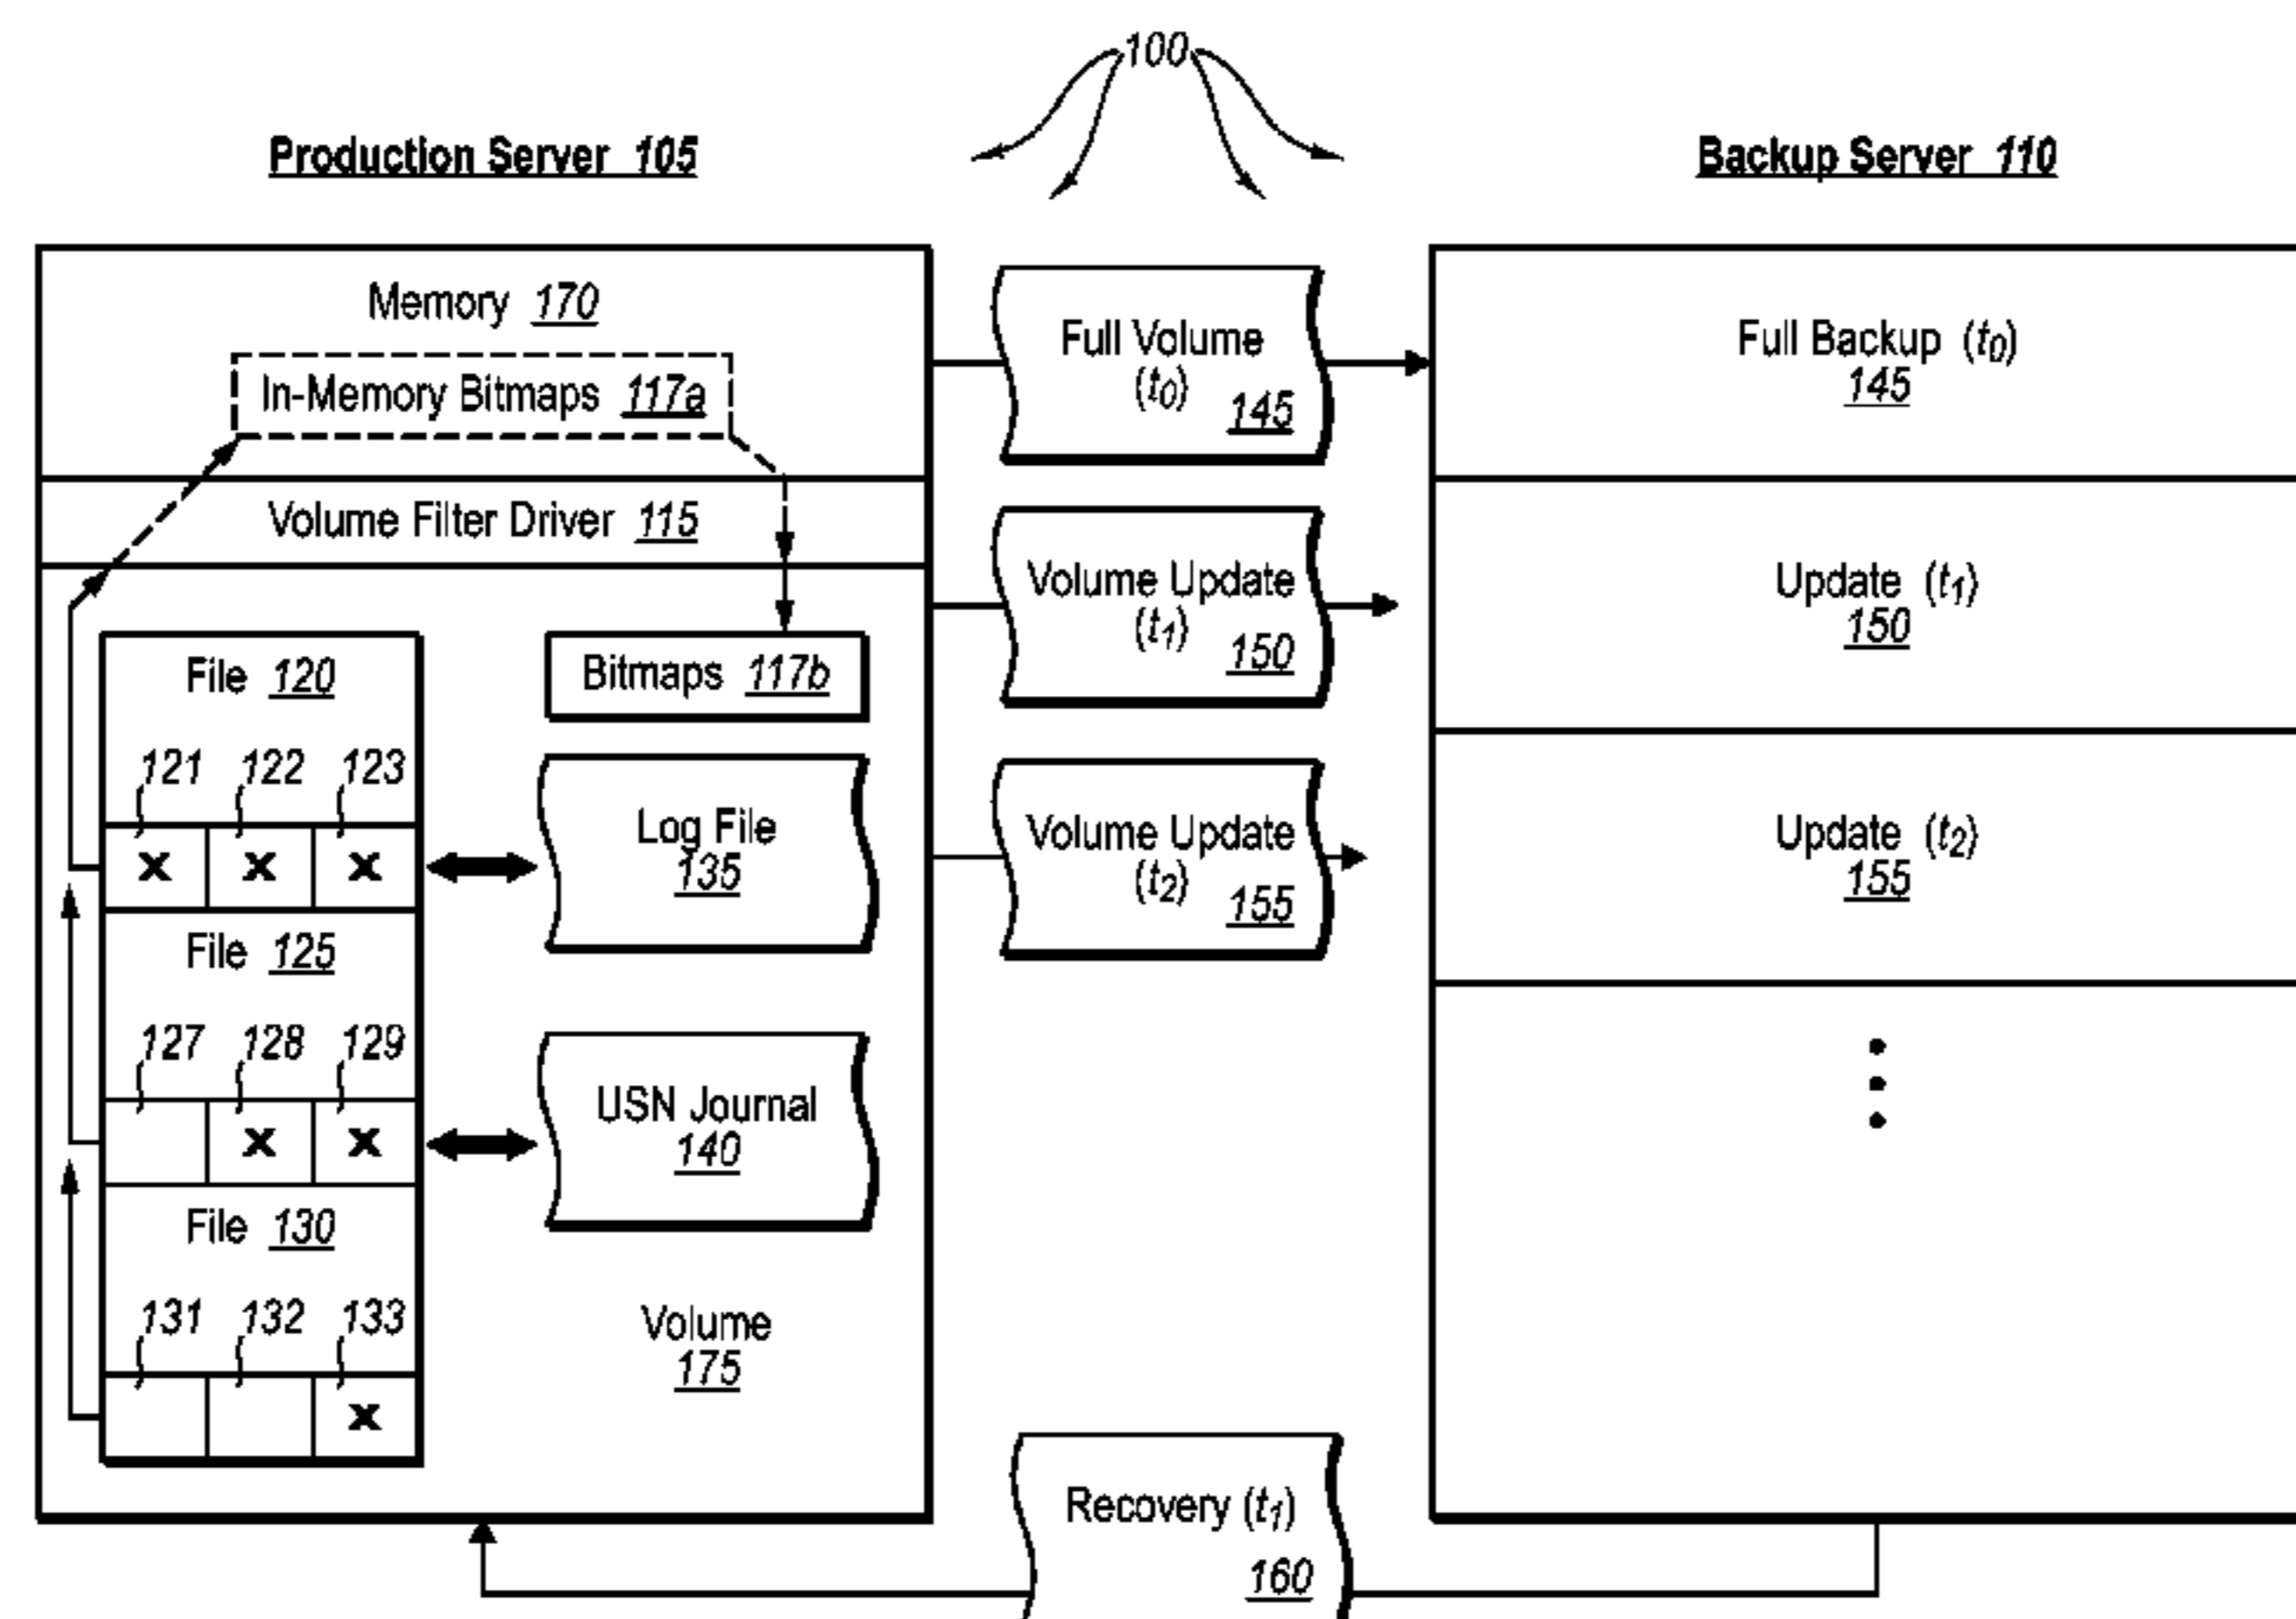 100
Production Server 105
Backup Server 110
Memory 170
In-Memory Bitmaps 117a
Volume Filter Driver 115
File 120
121 122 123
x x x
File 125
127 128 129
x x
File 130
131 132 133
x
Bitmaps 117b
Log File
135
USN Journal
140
Volume
175
Full Volume
(t0)
145
Volume Update
(t1)
150
Volume Update
(t2)
155
Full Backup (t0)
145
Update (t1)
150
Update (t2)
155
Recovery (t1)
160